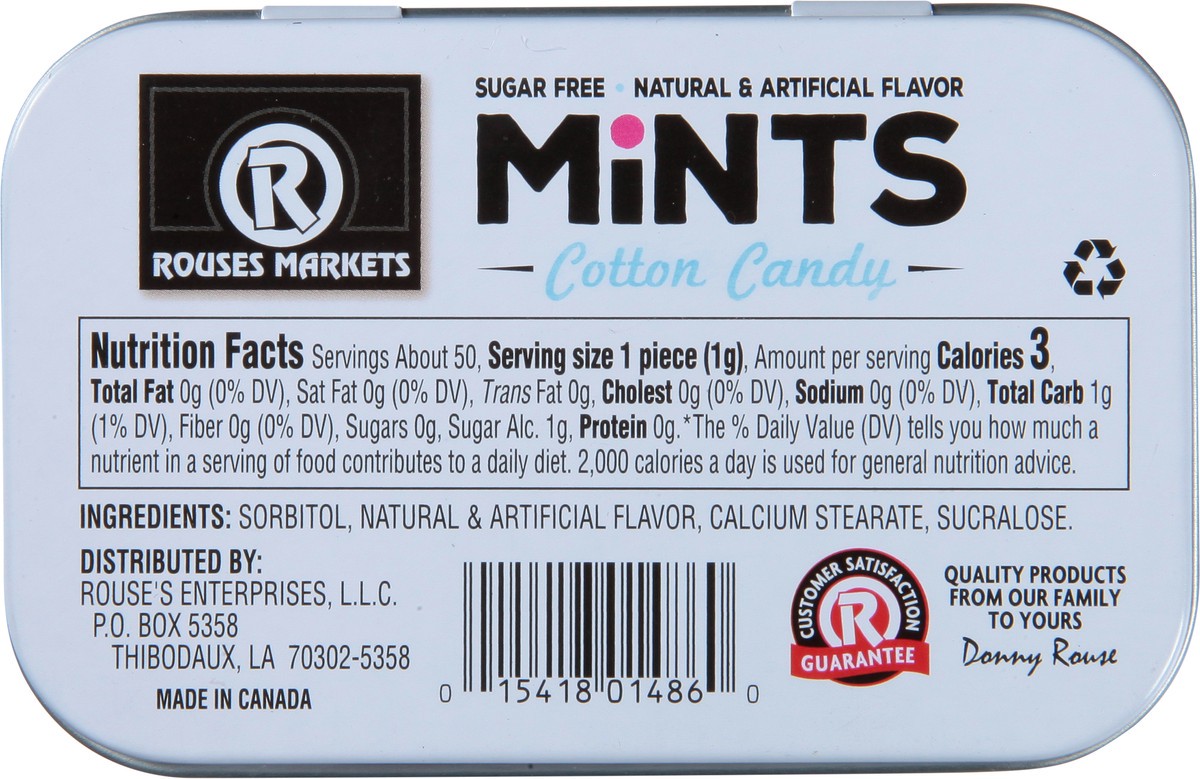 R
ROUSES MARKETS
SUGAR FREE • NATURAL & ARTIFICIAL FLAVOR
MiNTS
Cotton Candy
Nutrition Facts Servings About 50, Serving size 1 piece (1g), Amount per serving Calories 3,
Total Fat 0g (0% DV), Sat Fat 0g (0% DV), Trans Fat 0g, Cholest 0g (0% DV), Sodium 0g (0% DV), Total Carb 1g
(1% DV), Fiber 0g (0% DV), Sugars 0g, Sugar Alc. 1g, Protein 0g.*The % Daily Value (DV) tells you how much a
nutrient in a serving of food contributes to a daily diet. 2,000 calories a day is used for general nutrition advice.
INGREDIENTS: SORBITOL, NATURAL & ARTIFICIAL FLAVOR, CALCIUM STEARATE, SUCRALOSE.
DISTRIBUTED BY:
ROUSE'S ENTERPRISES, L.L.C.
P.O. BOX 5358
THIBODAUX, LA 70302-5358
MADE IN CANADA
0 15418 01486 0
CUSTOMER SATISFACTION
R
GUARANTEE
QUALITY PRODUCTS
FROM OUR FAMILY
TO YOURS
Donny Rouse